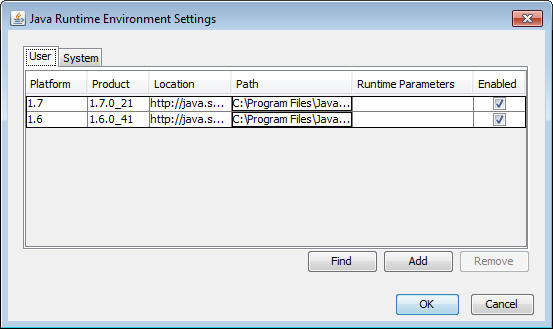 Java Runtime Environment Settings
User System
Platform Product Location Path Runtime Parameters Enabled
1.7 1.7.0_21 http://java.s... C:\Program Files\Java...
1.6 1.6.0_41 http://java.s... C:\Program Files\Java...
Find Add Remove
OK Cancel